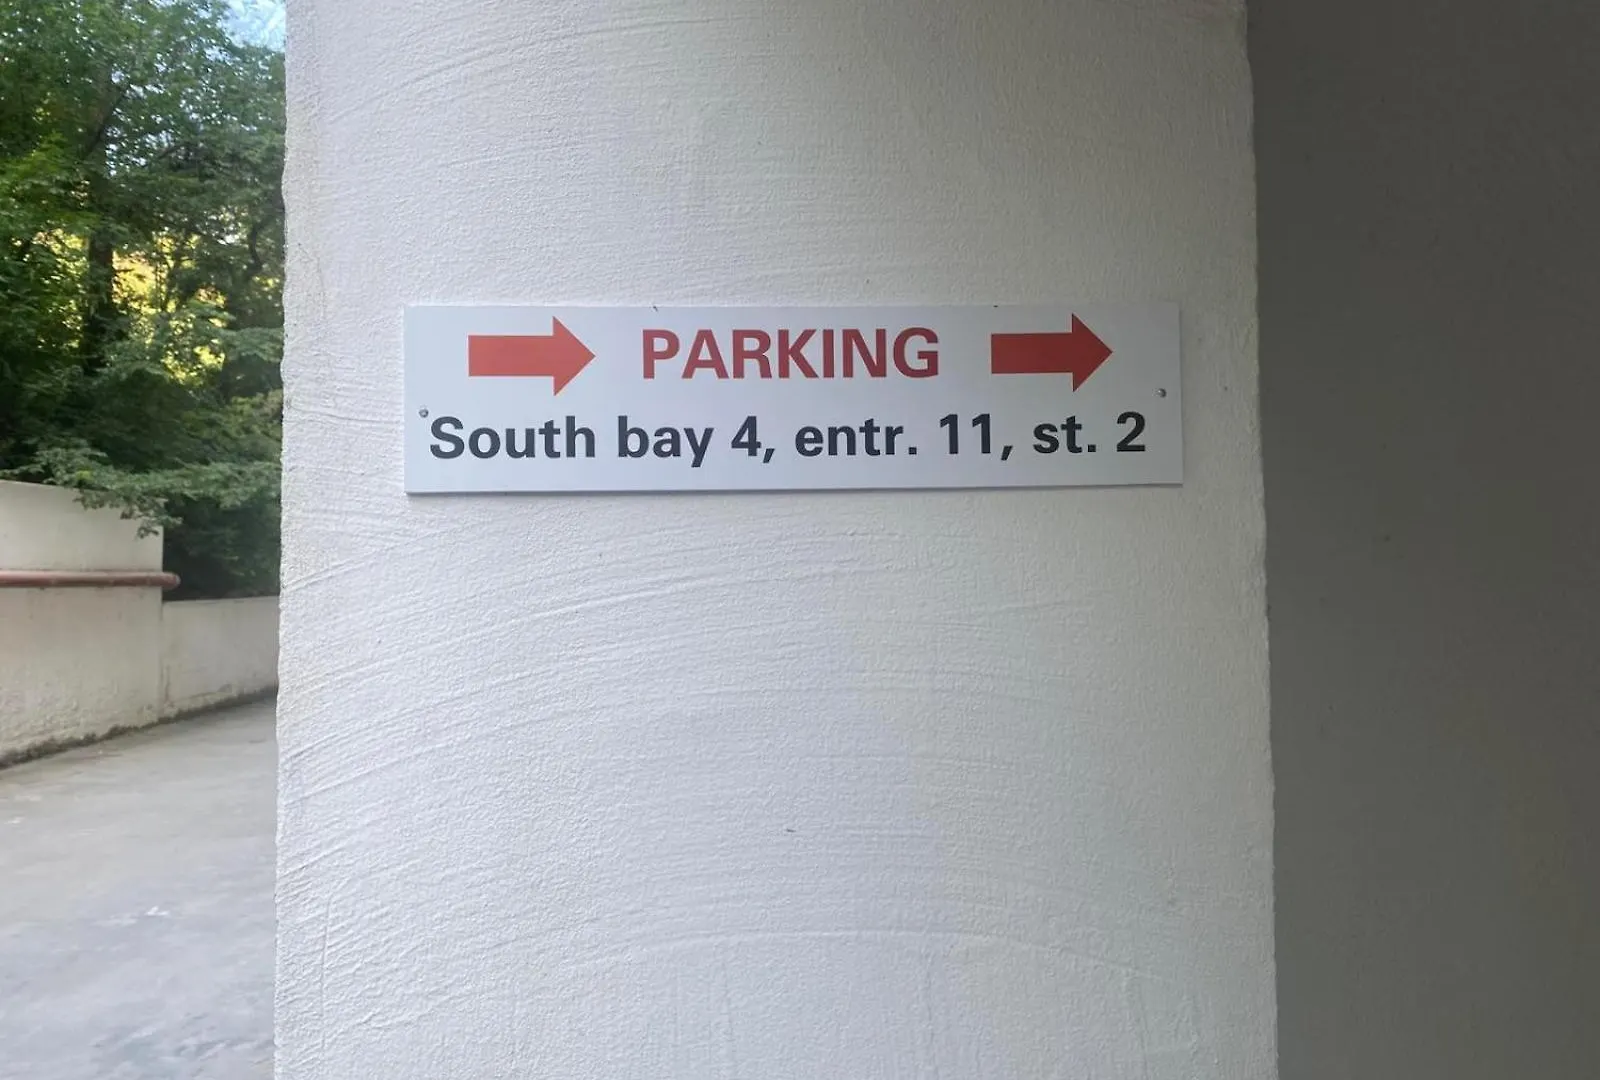 PARKING
South bay 4, entr. 11, st. 2